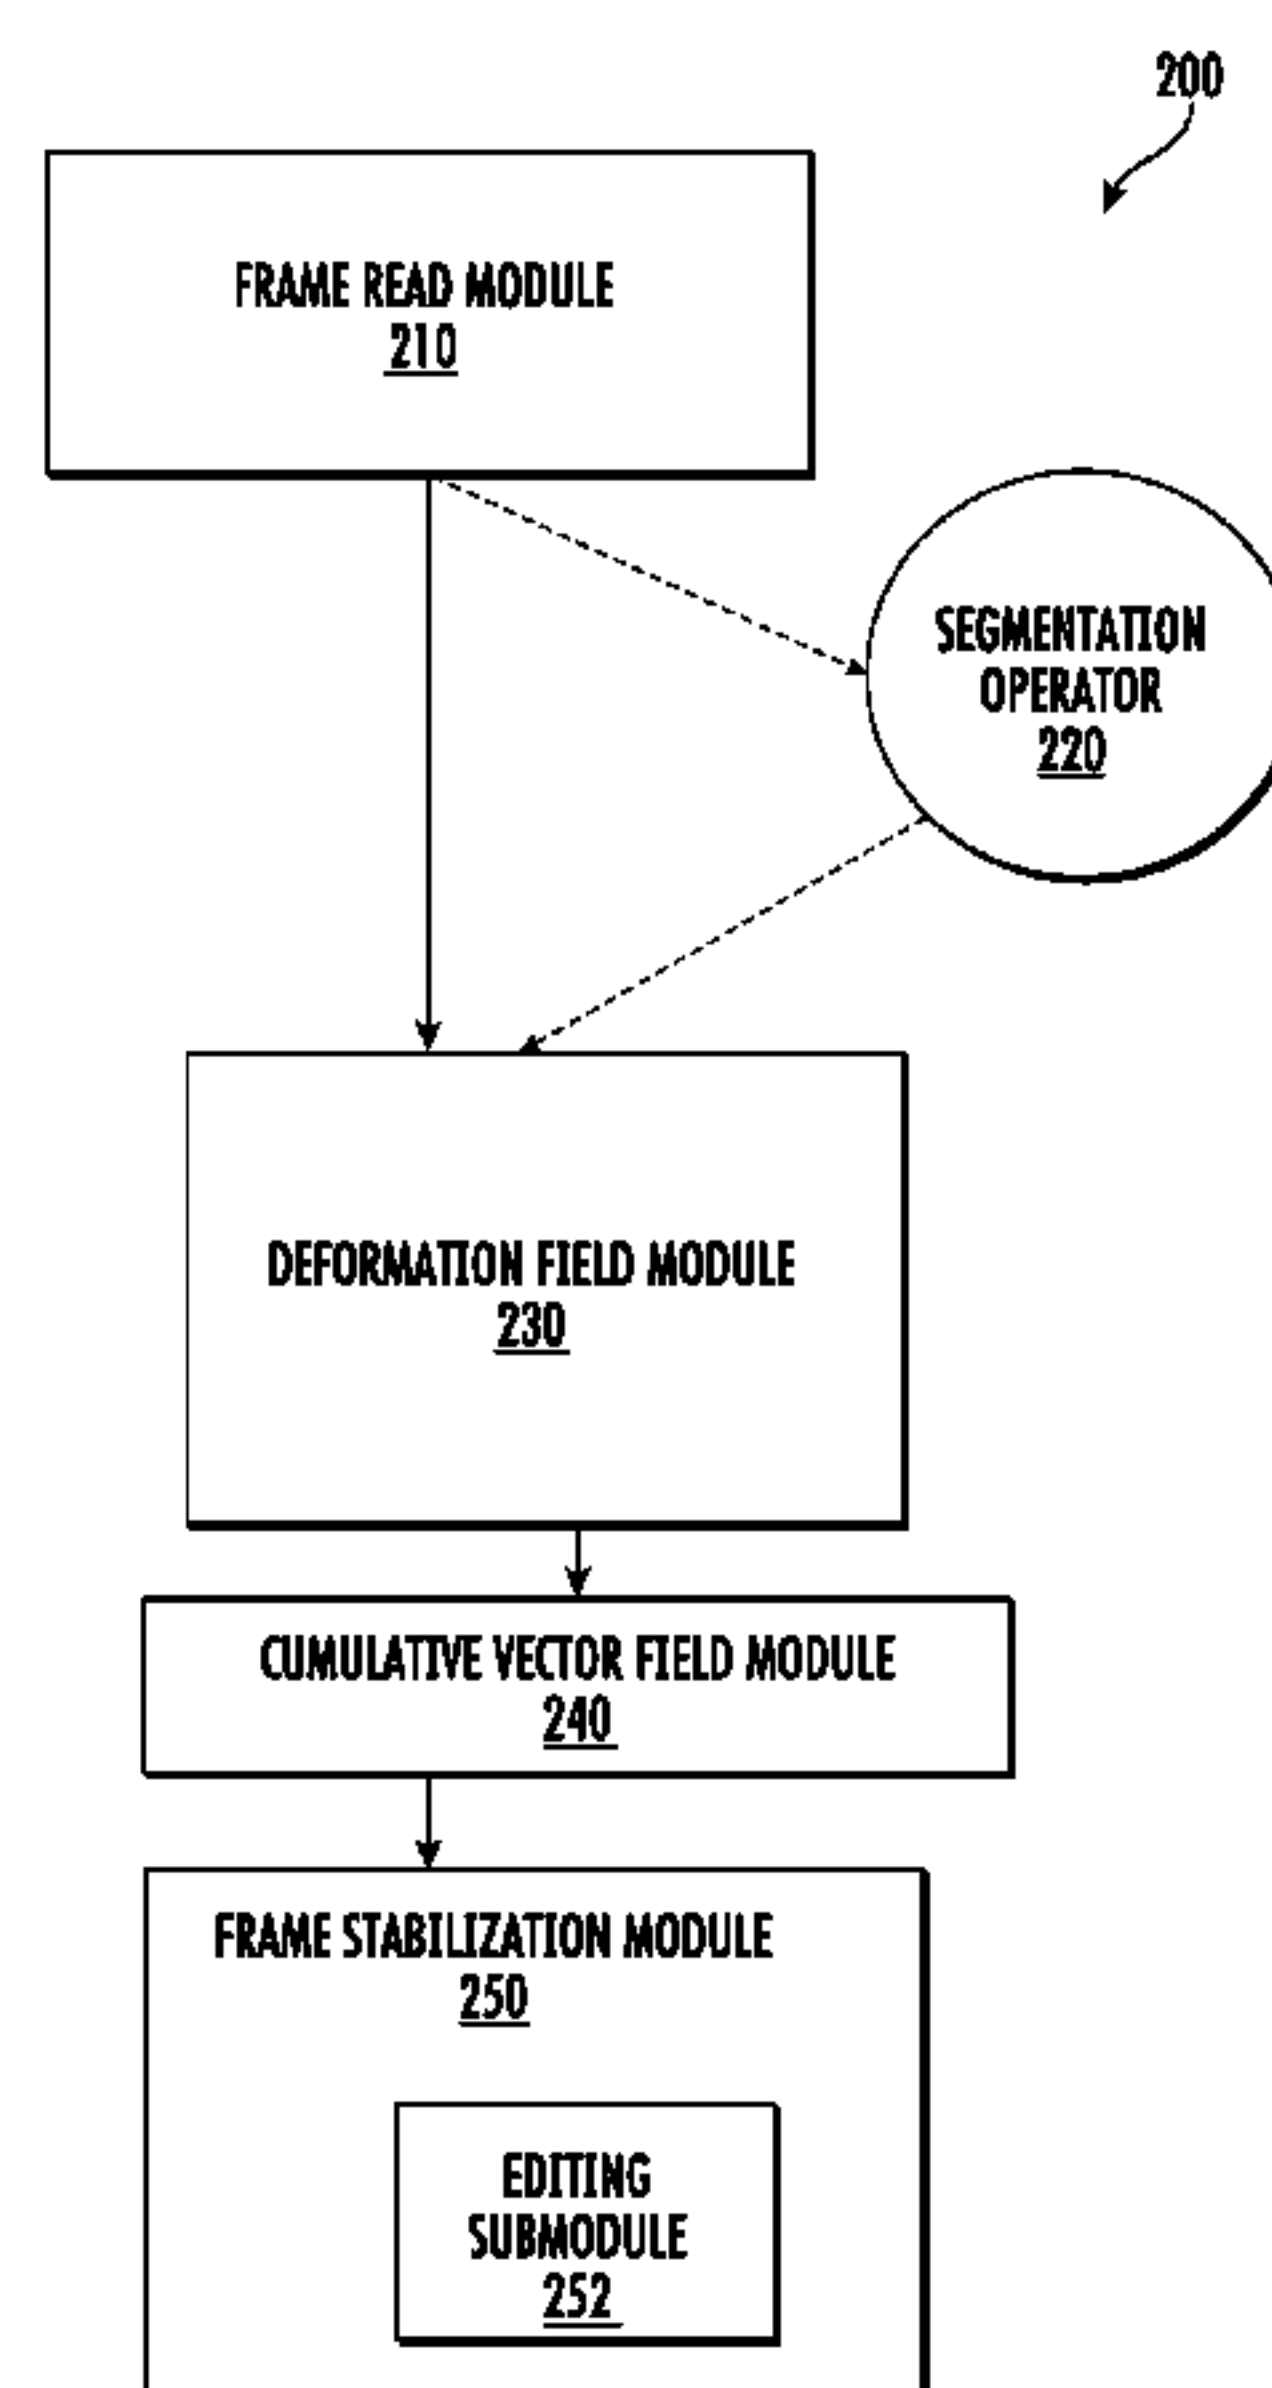 200
FRAME READ MODULE
210
SEGMENTATION
OPERATOR
220
DEFORMATION FIELD MODULE
230
CUMULATIVE VECTOR FIELD MODULE
240
FRAME STABILIZATION MODULE
250
EDITING
SUBMODULE
252